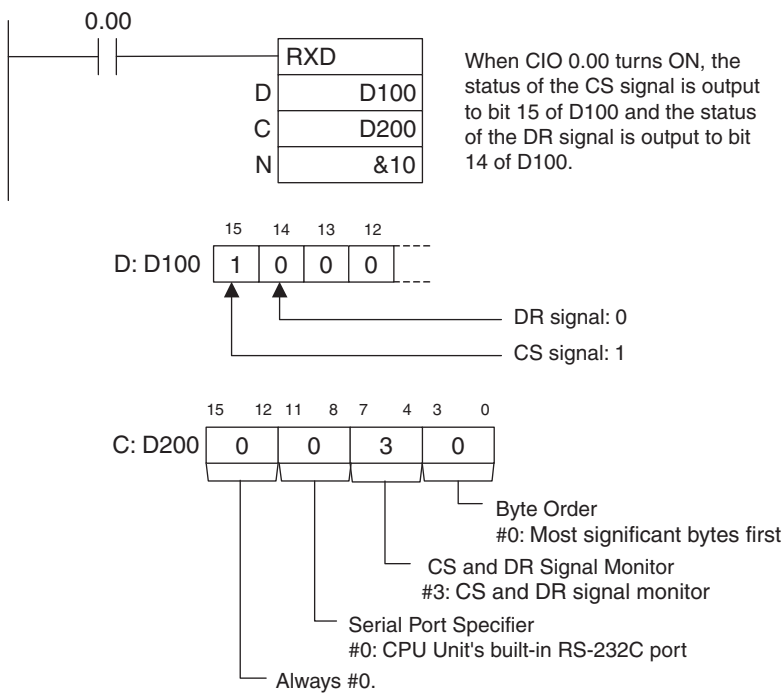 0.00
RXD
D D100
C D200
N &10
When CIO 0.00 turns ON, the
status of the CS signal is output
to bit 15 of D100 and the status
of the DR signal is output to bit
14 of D100.
15 14 13 12
D: D100 1 0 0 0
DR signal: 0
CS signal: 1
15 12 11 8 7 4 3 0
C: D200 0 0 3 0
Byte Order
#0: Most significant bytes first
CS and DR Signal Monitor
#3: CS and DR signal monitor
Serial Port Specifier
#0: CPU Unit's built-in RS-232C port
Always #0.